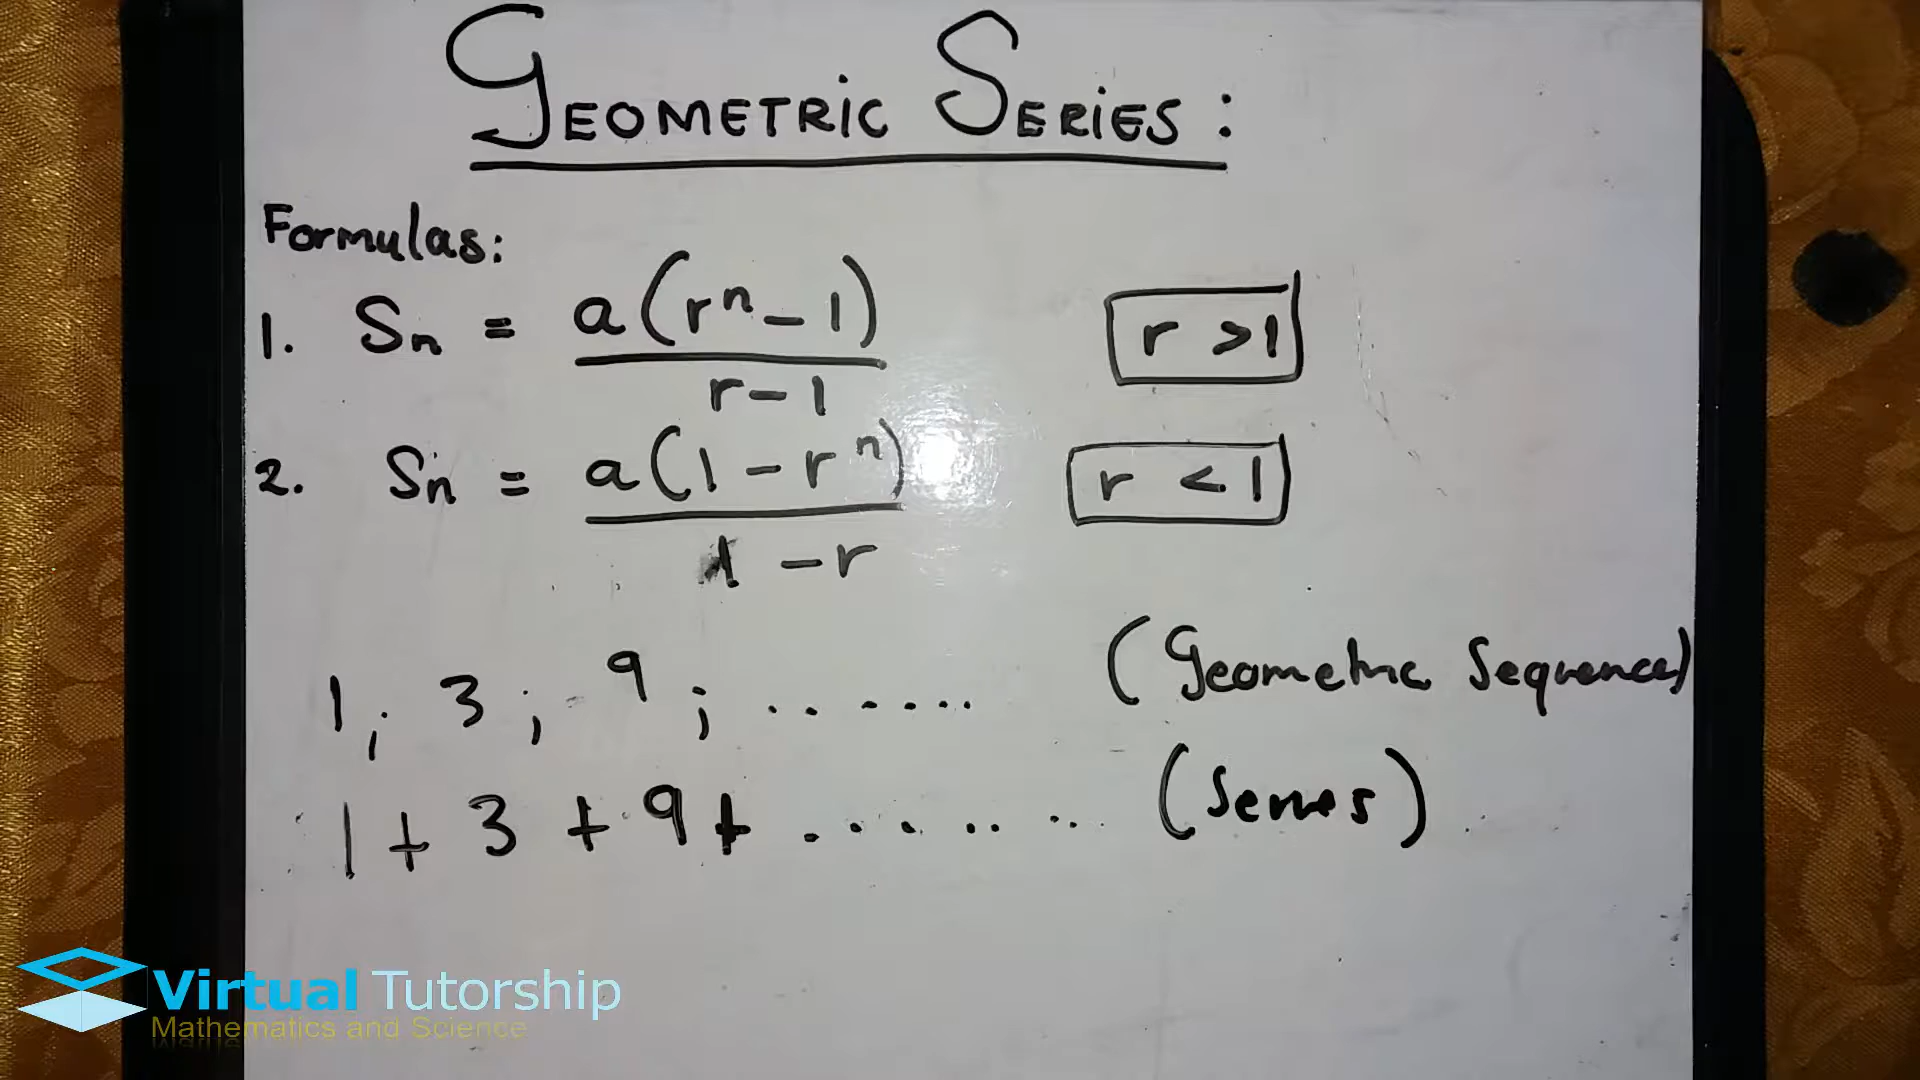 GEOMETRIC SERIES:
Formulas:
1. Sn = a(rⁿ - 1) / r - 1 r > 1
2. Sn = a(1 - rⁿ) / 1 - r r < 1
1; 3; 9; ....... (Geometric Sequences)
1 + 3 + 9 + ....... (Series)
Virtual Tutorship
Mathematics and Science